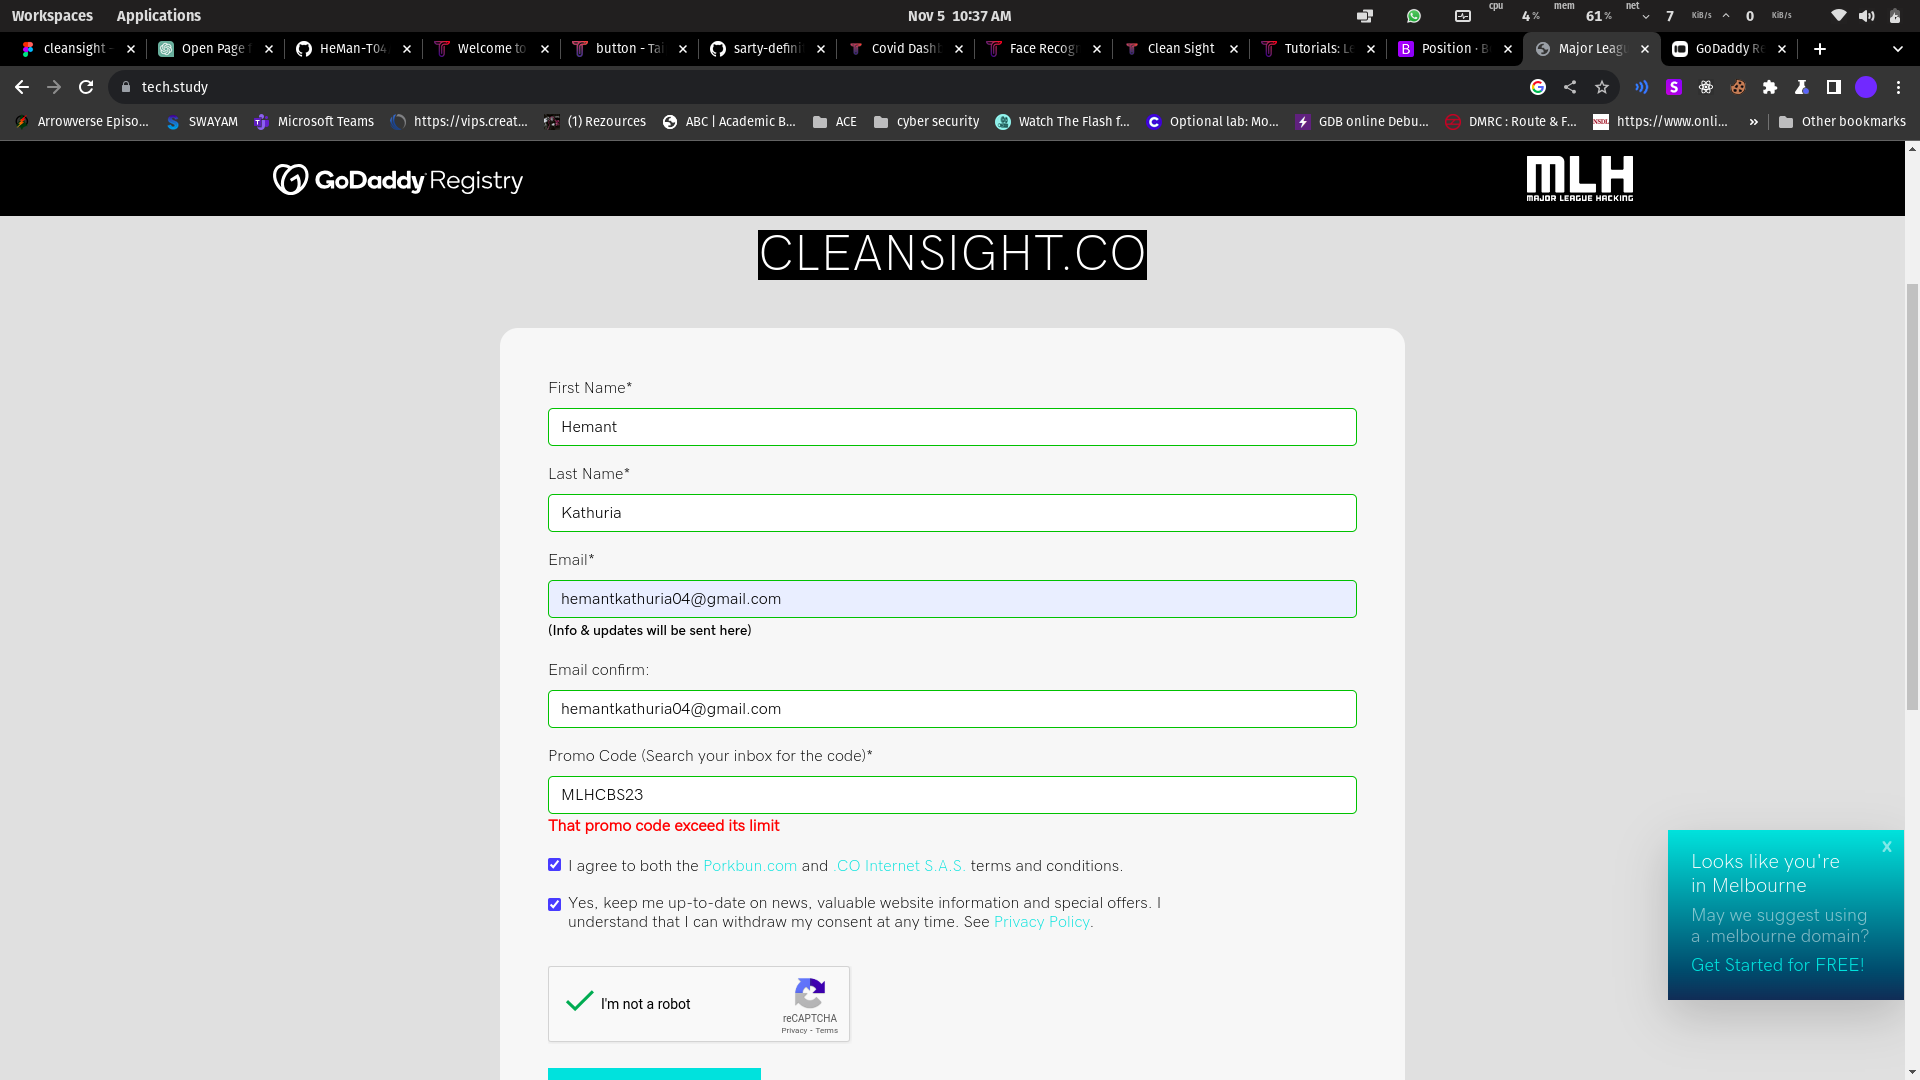 Workspaces Applications Nov 5 10:37 AM cpu 4% mem 61% net 7 KiB/s 0 KiB/s
cleansight - Open Page f HeMan-T04. Welcome to button - Tai sarty-defini Covid Dashb Face Recogn Clean Sight Tutorials: Le Position · B Major Leagu GoDaddy Re
tech.study
Arrowverse Episo... SWAYAM Microsoft Teams https://vips.creat... (1) Rezources ABC | Academic B... ACE cyber security Watch The Flash f... Optional lab: Mo... GDB online Debu... DMRC : Route & F... https://www.onli... » Other bookmarks
GoDaddy Registry
MLH
MAJOR LEAGUE HACKING
CLEANSIGHT.CO
First Name*
Hemant
Last Name*
Kathuria
Email*
hemantkathuria04@gmail.com
(Info & updates will be sent here)
Email confirm:
hemantkathuria04@gmail.com
Promo Code (Search your inbox for the code)*
MLHCBS23
That promo code exceed its limit
I agree to both the Porkbun.com and .CO Internet S.A.S. terms and conditions.
Yes, keep me up-to-date on news, valuable website information and special offers. I
understand that I can withdraw my consent at any time. See Privacy Policy.
I'm not a robot
reCAPTCHA
Privacy - Terms
x
Looks like you're
in Melbourne
May we suggest using
a .melbourne domain?
Get Started for FREE!